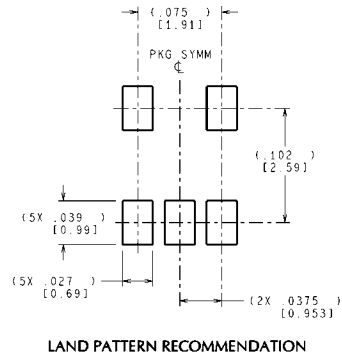 (.075 )
[1.91]
PKG SYMM
℄
(.102 )
[2.59]
(5X .039 )
[0.99]
(5X .027 )
[0.69]
(2X .0375 )
[0.953]
LAND PATTERN RECOMMENDATION